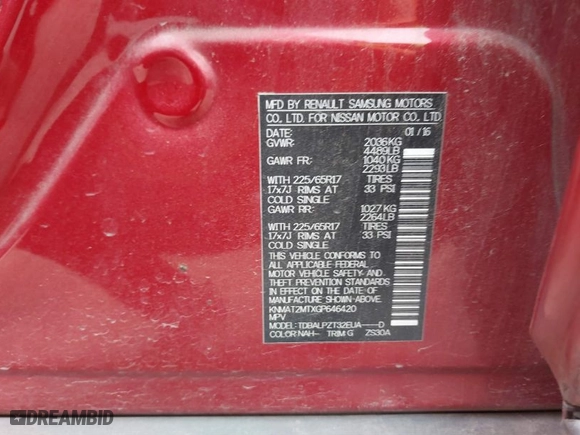 MFD BY RENAULT SAMSUNG MOTORS
CO., LTD. FOR NISSAN MOTOR CO., LTD.
DATE: 01/16
GVWR: 2036KG
4489LB
GAWR FR: 1040KG
2293LB
WITH 225/65R17 TIRES
17x7J RIMS AT 33 PSI
COLD SINGLE
GAWR RR: 1027KG
2264LB
WITH 225/65R17 TIRES
17x7J RIMS AT 33 PSI
COLD SINGLE
THIS VEHICLE CONFORMS TO
ALL APPLICABLE FEDERAL
MOTOR VEHICLE SAFETY AND
THEFT PREVENTION STANDARDS
IN EFFECT ON THE DATE OF
MANUFACTURE SHOWN ABOVE.
KNMAT2MTXGP646420
MPV
MODEL: TDBALPZT32EUA----D
COLOR: NAH- TRIM: G ZS30A
DREAMBID